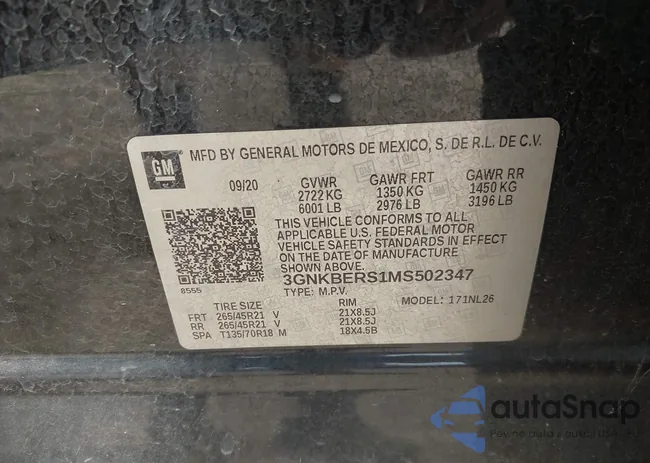 GM
MFD BY GENERAL MOTORS DE MEXICO, S. DE R.L. DE C.V.
09/20 GVWR GAWR FRT GAWR RR
2722 KG 1350 KG 1450 KG
6001 LB 2976 LB 3196 LB
THIS VEHICLE CONFORMS TO ALL
APPLICABLE U.S. FEDERAL MOTOR
VEHICLE SAFETY STANDARDS IN EFFECT
ON THE DATE OF MANUFACTURE
SHOWN ABOVE.
8555
3GNKBERS1MS502347
TYPE: M.P.V. MODEL: 171NL26
TIRE SIZE RIM
FRT 265/45R21 V 21X8.5J
RR 265/45R21 V 21X8.5J
SPA T135/70R18 M 18X4.5B
autaSnap
Pewne auta z